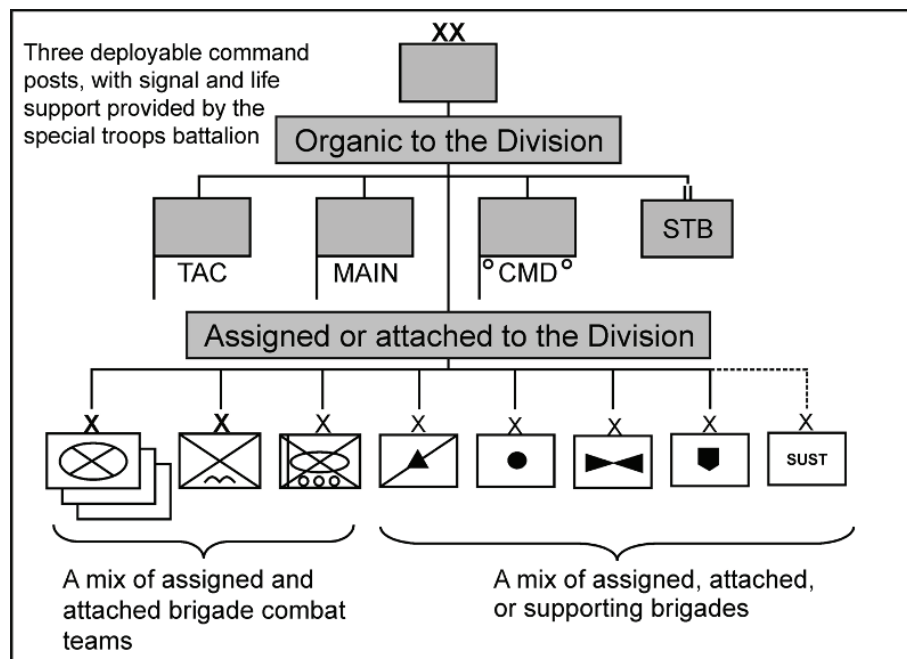 XX
Three deployable command
posts, with signal and life
support provided by the
special troops battalion
Organic to the Division
II
STB
TAC
MAIN
CMD
Assigned or attached to the Division
X X X X X X X X
SUST
A mix of assigned and
attached brigade combat
teams
A mix of assigned, attached,
or supporting brigades